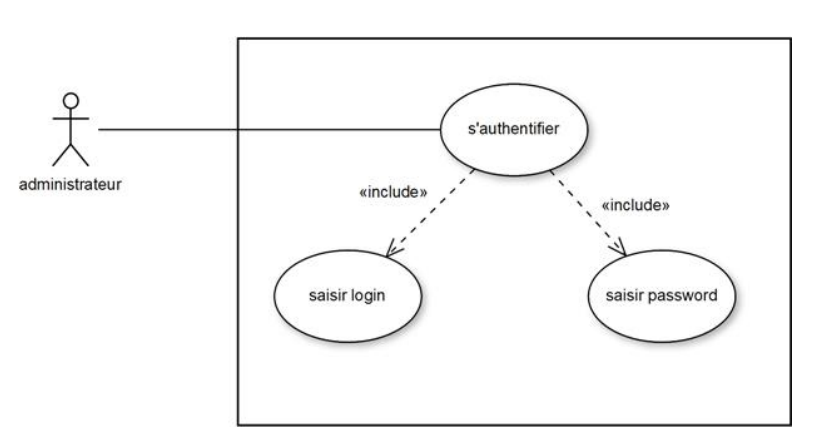 s'authentifier
administrateur
«include»
«include»
saisir login
saisir password